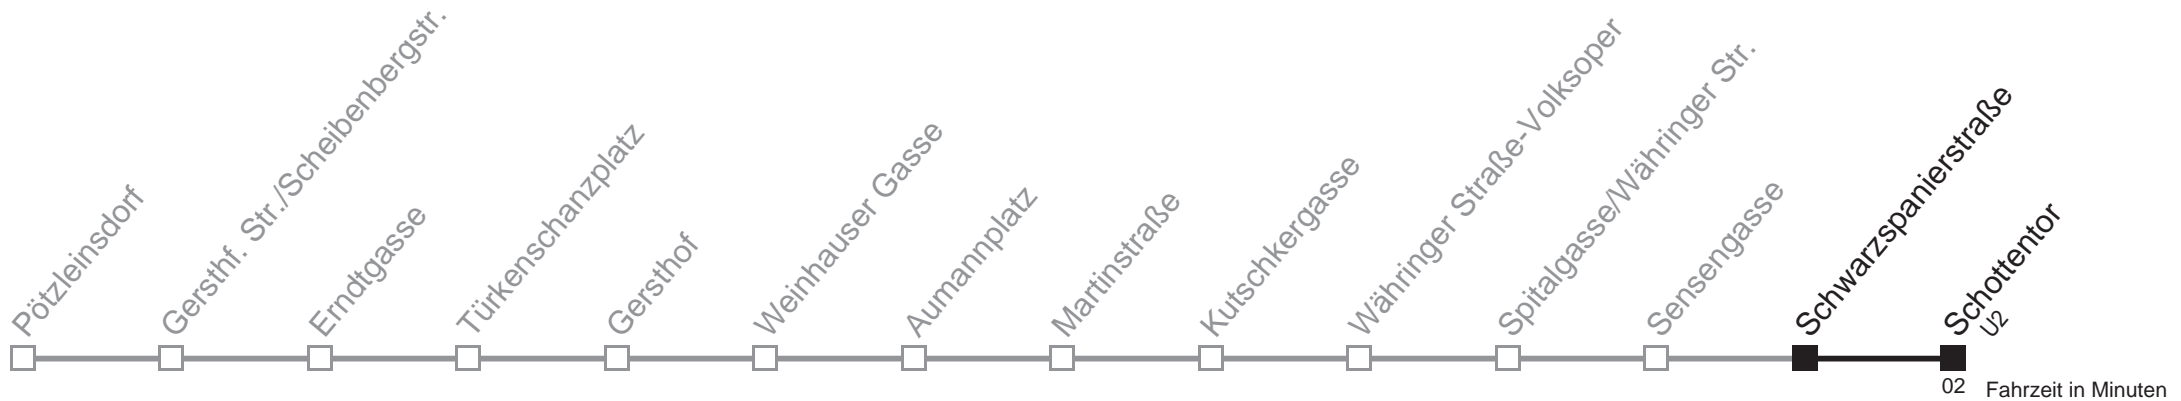 Pötzleinsdorf
Gersthf. Str./Scheibenbergstr.
Erndtgasse
Türkenschanzplatz
Gersthof
Weinhauser Gasse
Aumannplatz
Martinstraße
Kutschkergasse
Währinger Straße-Volksoper
Spitalgasse/Währinger Str.
Sensengasse
Schwarzspanierstraße
Schottentor
U2
02
Fahrzeit in Minuten